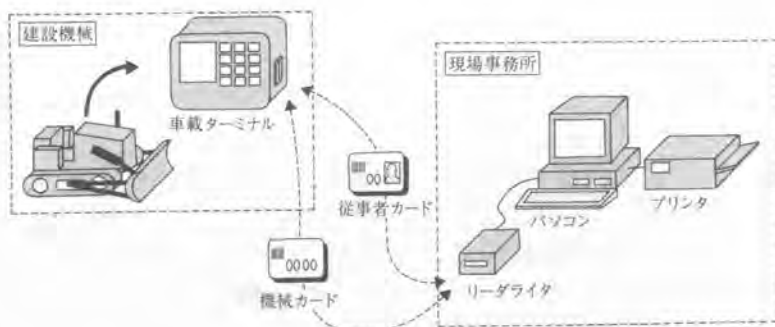 建設機械
車載ターミナル
現場事務所
00
従事者カード
パソコン
プリンタ
0000
機械カード
リーダライタ